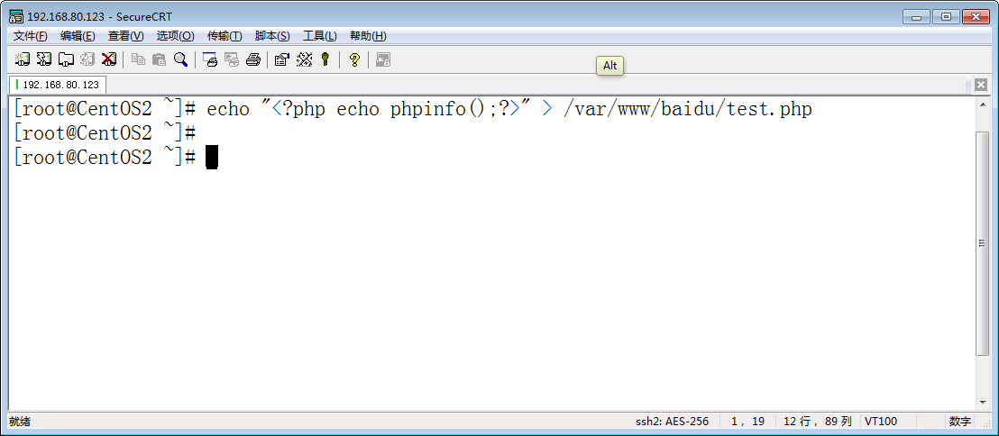 192.168.80.123 - SecureCRT
文件(F) 编辑(E) 查看(V) 选项(O) 传输(T) 脚本(S) 工具(L) 帮助(H)
Alt
192.168.80.123
[root@CentOS2 ~]# echo "<?php echo phpinfo();?>" > /var/www/baidu/test.php
[root@CentOS2 ~]#
[root@CentOS2 ~]#
就绪 ssh2: AES-256 1, 19 12 行, 89 列 VT100 数字